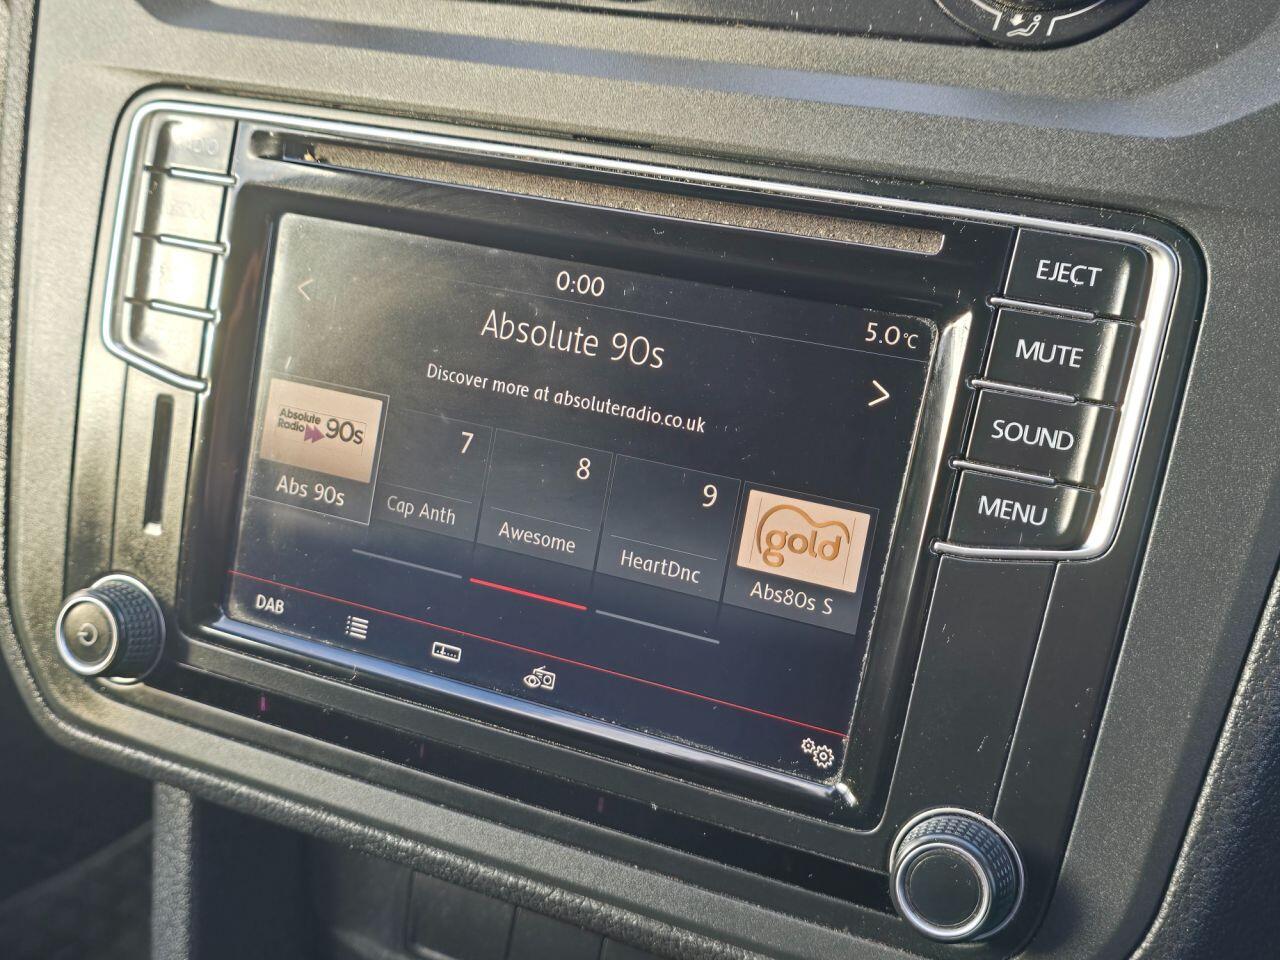 RADIO
EJECT
MUTE
SOUND
MENU
0:00
5.0°C
Absolute 90s
Discover more at absoluteradio.co.uk
Absolute
Radio 90s
Abs 90s
7
Cap Anth
8
Awesome
9
HeartDnc
gold
Abs80s S
DAB